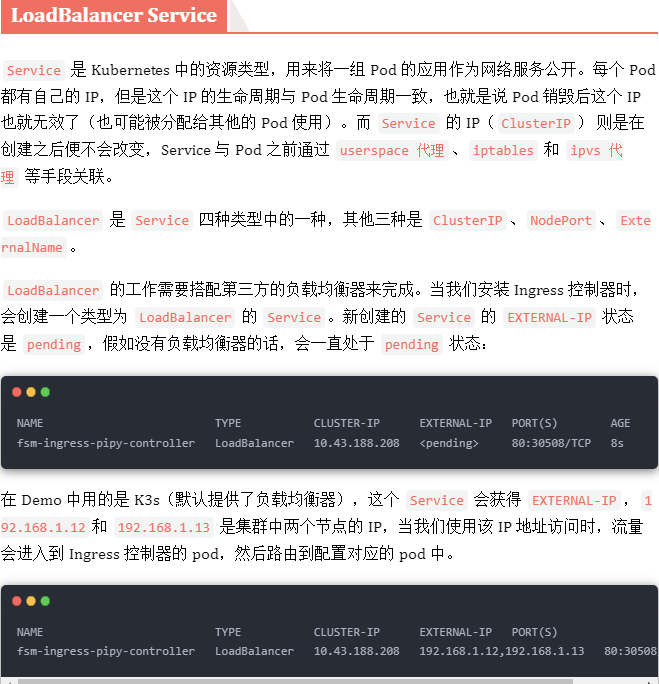 LoadBalancer Service
Service 是 Kubernetes 中的资源类型，用来将一组 Pod 的应用作为网络服务公开。每个 Pod
都有自己的 IP，但是这个 IP 的生命周期与 Pod 生命周期一致，也就是说 Pod 销毁后这个 IP
也就无效了（也可能被分配给其他的 Pod 使用）。而 Service 的 IP（ ClusterIP ） 则是在
创建之后便不会改变，Service 与 Pod 之前通过 userspace 代理 、 iptables 和 ipvs 代
理 等手段关联。
LoadBalancer 是 Service 四种类型中的一种，其他三种是 ClusterIP 、 NodePort 、 Exte
rnalName 。
LoadBalancer 的工作需要搭配第三方的负载均衡器来完成。当我们安装 Ingress 控制器时，
会创建一个类型为 LoadBalancer 的 Service 。新创建的 Service 的 EXTERNAL-IP 状态
是 pending ，假如没有负载均衡器的话，会一直处于 pending 状态：
NAME TYPE CLUSTER-IP EXTERNAL-IP PORT(S) AGE
fsm-ingress-pipy-controller LoadBalancer 10.43.188.208 <pending> 80:30508/TCP 8s
在 Demo 中用的是 K3s（默认提供了负载均衡器），这个 Service 会获得 EXTERNAL-IP ， 1
92.168.1.12 和 192.168.1.13 是集群中两个节点的 IP，当我们使用该 IP 地址访问时，流量
会进入到 Ingress 控制器的 pod，然后路由到配置对应的 pod 中。
NAME TYPE CLUSTER-IP EXTERNAL-IP PORT(S)
fsm-ingress-pipy-controller LoadBalancer 10.43.188.208 192.168.1.12,192.168.1.13 80:30508